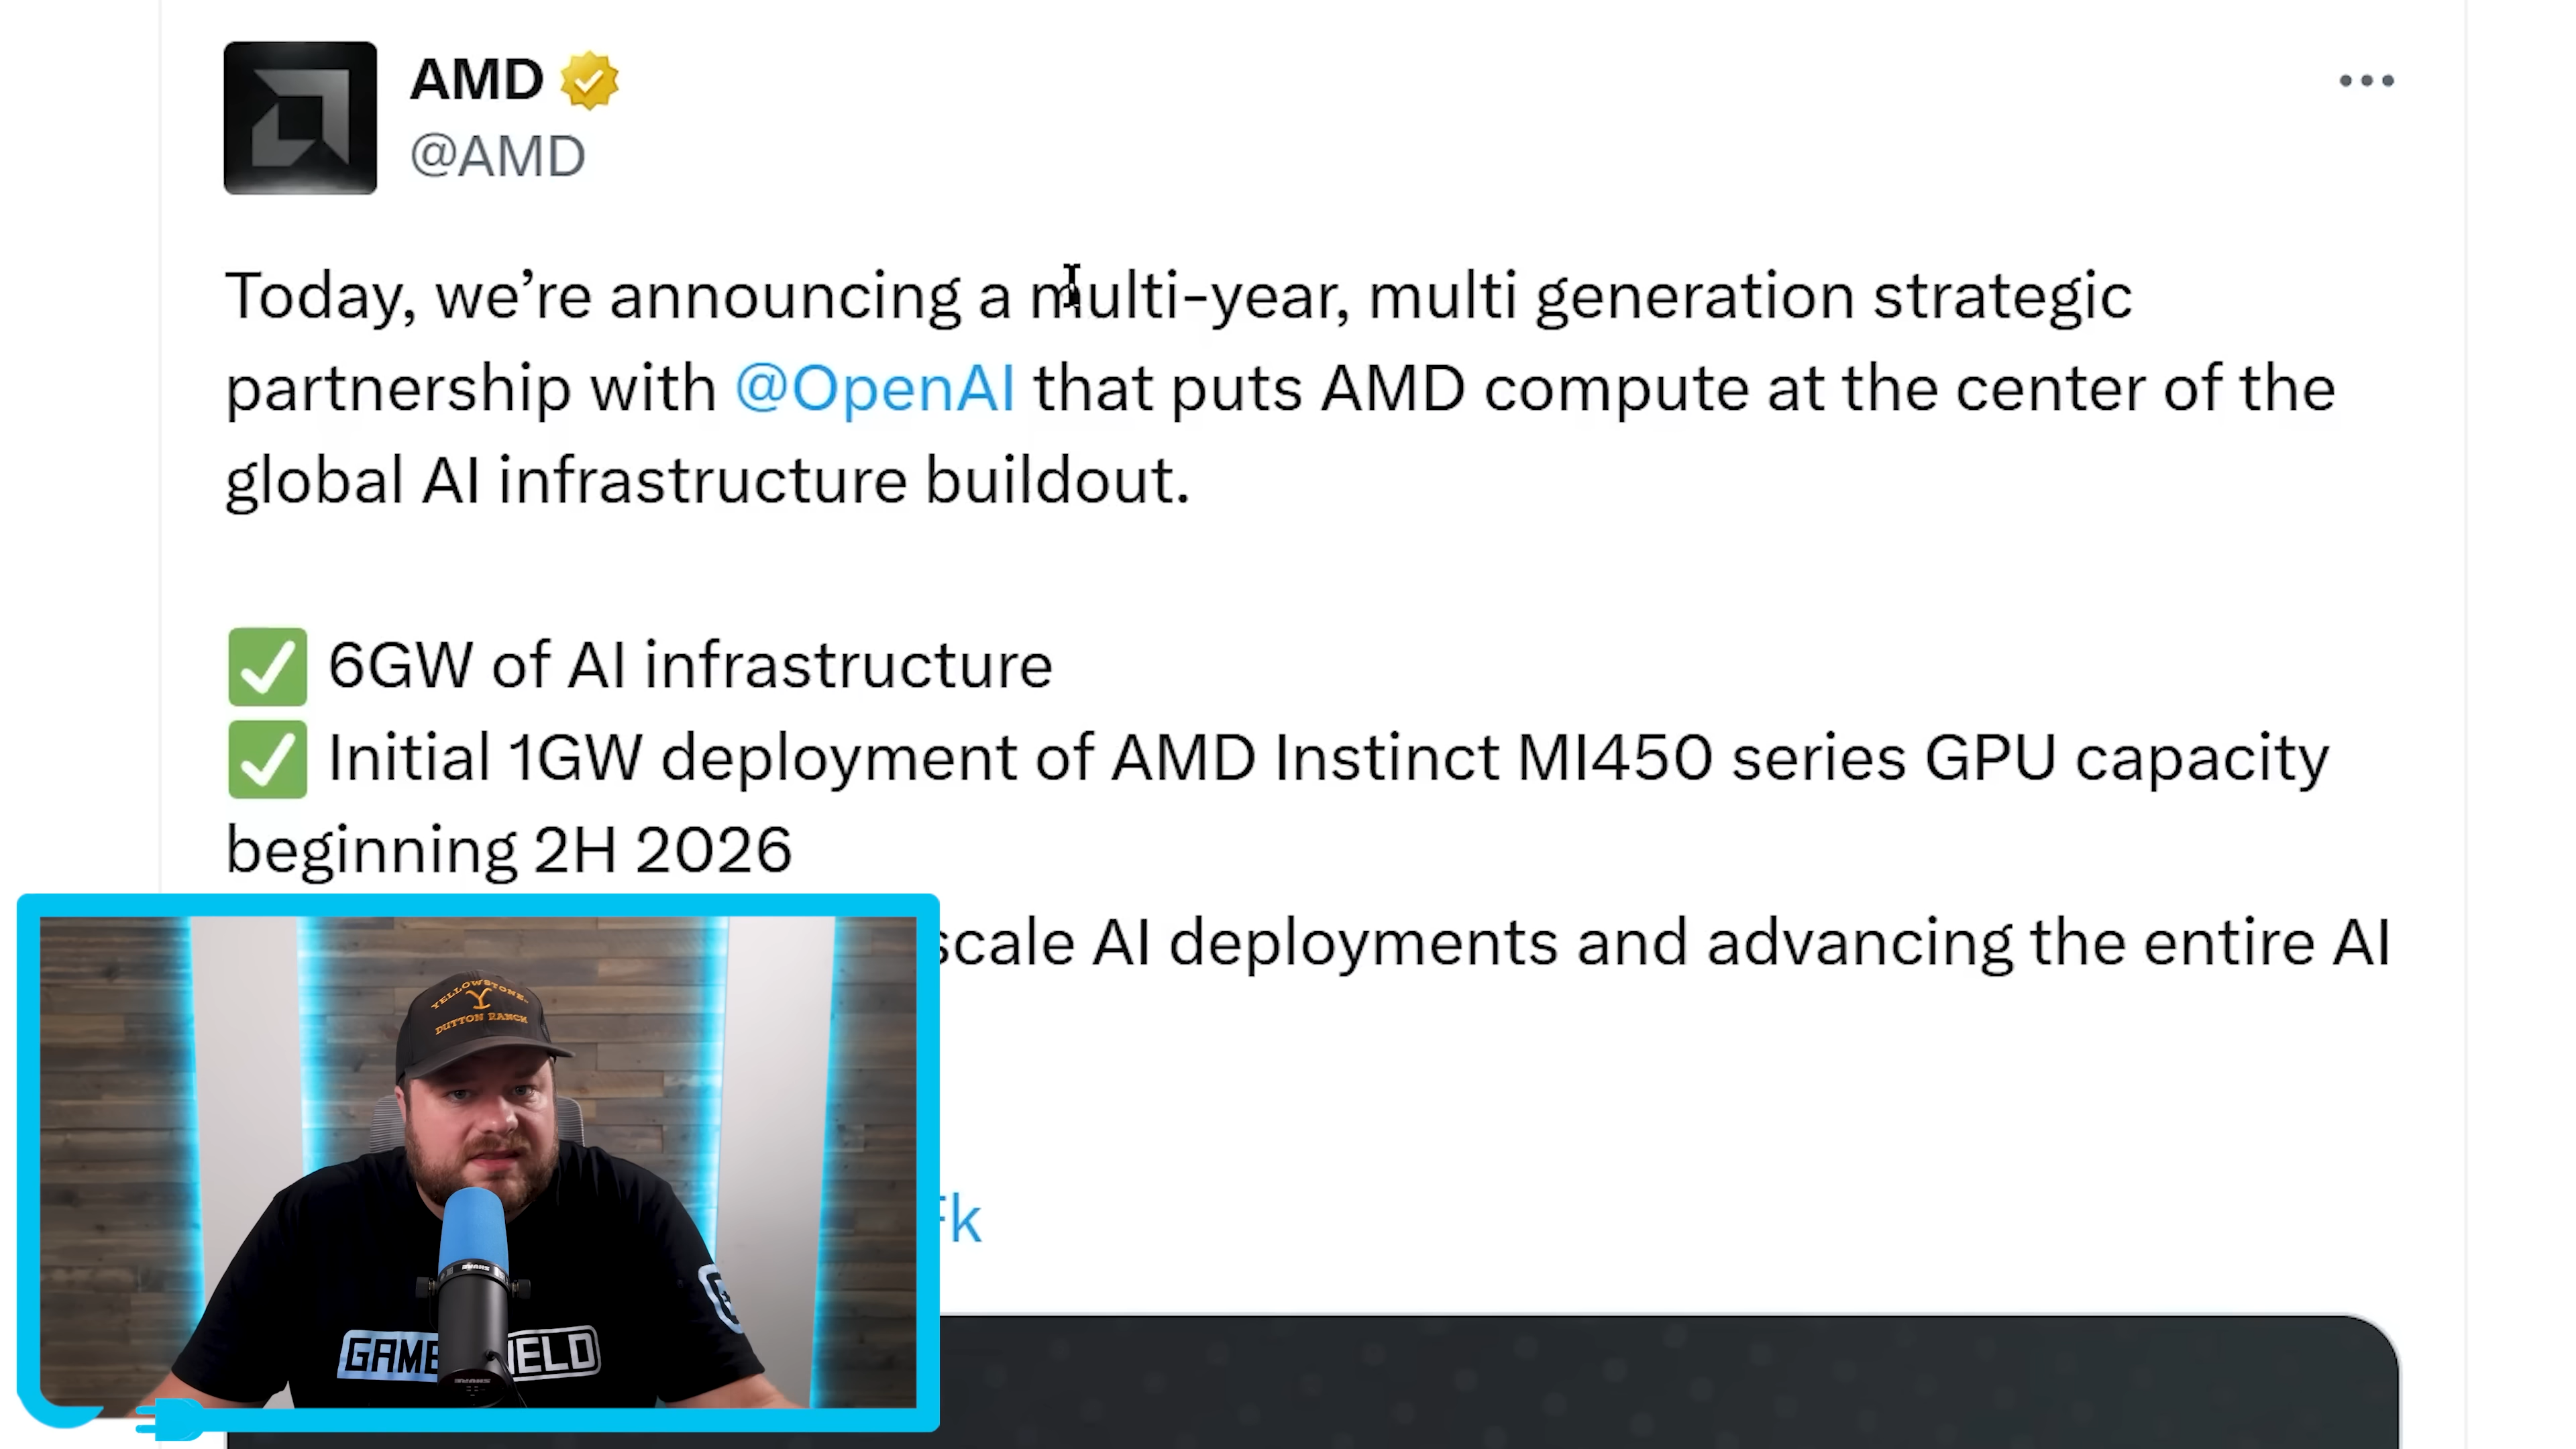 AMD
@AMD
Today, we’re announcing a multi-year, multi generation strategic
partnership with @OpenAI that puts AMD compute at the center of the
global AI infrastructure buildout.
✅ 6GW of AI infrastructure
✅ Initial 1GW deployment of AMD Instinct MI450 series GPU capacity
beginning 2H 2026
scale AI deployments and advancing the entire AI
YELLOWSTONE
Y
DUTTON RANCH
Fk
SHURE